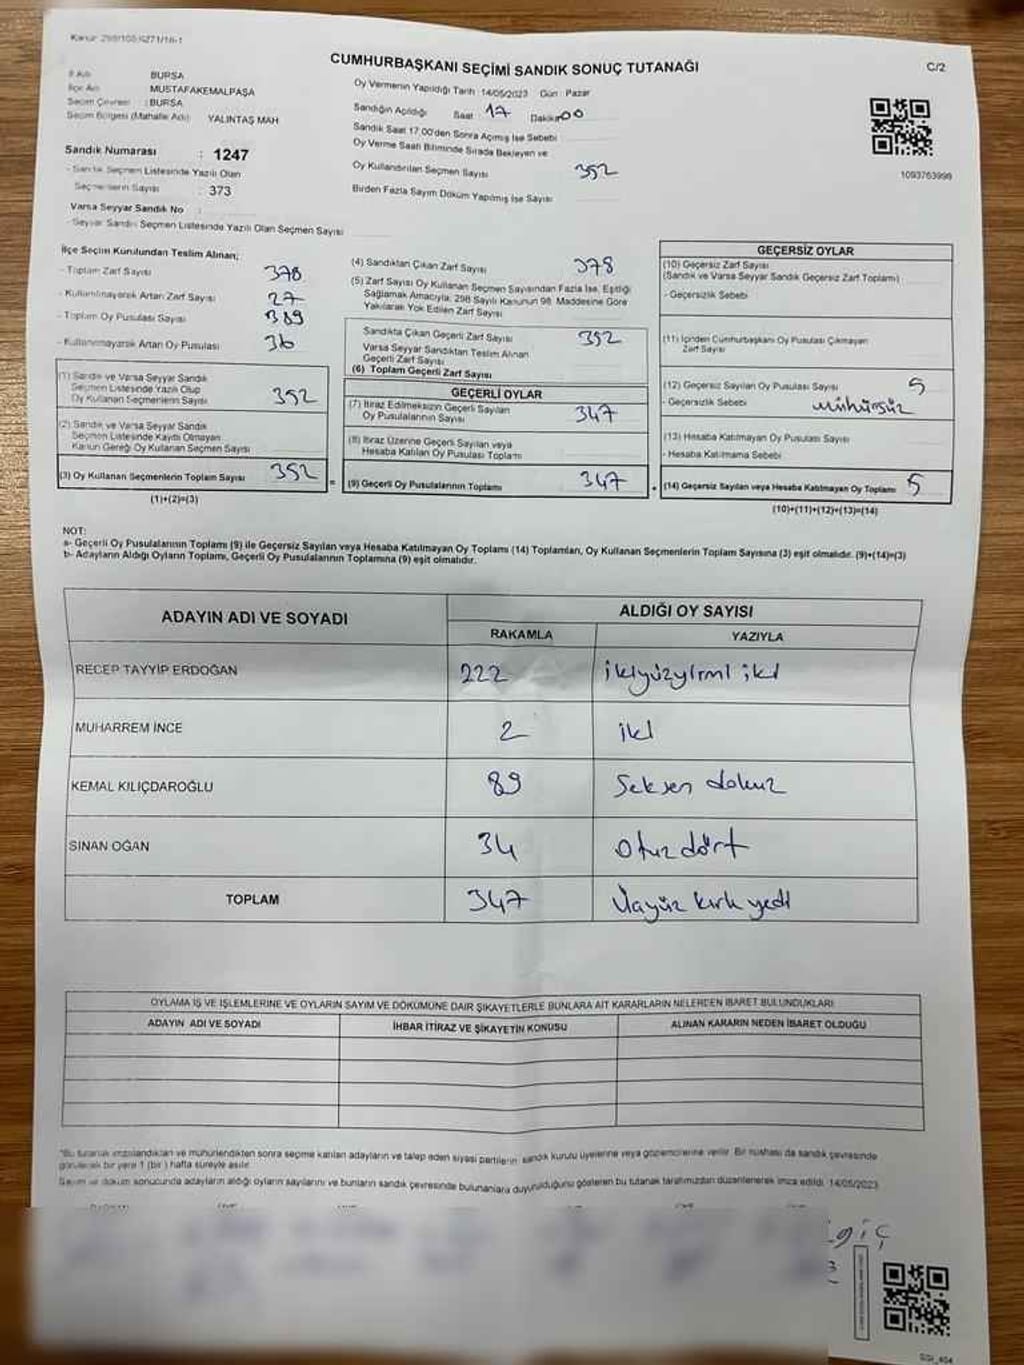 Kanun 298/105;6271/16-1
CUMHURBAŞKANI SEÇİMİ SANDIK SONUÇ TUTANAĞI
C/2
İl Adı BURSA
İlçe Adı MUSTAFAKEMALPAŞA
Seçim Çevresi : BURSA
Seçim Bölgesi (Mahalle Adı) YALINTAŞ MAH
Sandık Numarası : 1247
- Sandık Seçmen Listesinde Yazılı Olan
Seçmenlerin Sayısı : 373
Varsa Seyyar Sandık No :
- Seyyar Sandık Seçmen Listesinde Yazılı Olan Seçmen Sayısı
Oy Vermenin Yapıldığı Tarih : 14/05/2023 Gün : Pazar
Sandığın Açıldığı Saat 17 Dakika 00
Sandık Saat 17.00'den Sonra Açılmış İse Sebebi
Oy Verme Saati Bitiminde Sırada Bekleyen ve
Oy Kullandırılan Seçmen Sayısı 352
Birden Fazla Sayım Döküm Yapılmış İse Sayısı
1093763998
İlçe Seçim Kurulundan Teslim Alınan;
- Toplam Zarf Sayısı 378
- Kullanılmayarak Artan Zarf Sayısı 27
- Toplam Oy Pusulası Sayısı 389
- Kullanılmayarak Artan Oy Pusulası 36
(1) Sandık ve Varsa Seyyar Sandık
Seçmen Listesinde Yazılı Olup
Oy Kullanan Seçmenlerin Sayısı 352
(2) Sandık ve Varsa Seyyar Sandık
Seçmen Listesinde Kaydı Olmayan
Kanun Gereği Oy Kullanan Seçmen Sayısı
(3) Oy Kullanan Seçmenlerin Toplam Sayısı 352
(1)+(2)=(3)
(4) Sandıktan Çıkan Zarf Sayısı 378
(5) Zarf Sayısı Oy Kullanan Seçmen Sayısından Fazla İse, Eşitliği
Sağlamak Amacıyla, 298 Sayılı Kanunun 98. Maddesine Göre
Yakılarak Yok Edilen Zarf Sayısı
Sandıkta Çıkan Geçerli Zarf Sayısı 352
Varsa Seyyar Sandıktan Teslim Alınan
Geçerli Zarf Sayısı
(6) Toplam Geçerli Zarf Sayısı
GEÇERLİ OYLAR
(7) İtiraz Edilmeksizin Geçerli Sayılan
Oy Pusulalarının Sayısı 347
(8) İtiraz Üzerine Geçerli Sayılan veya
Hesaba Katılan Oy Pusulası Toplamı
= (9) Geçerli Oy Pusulalarının Toplamı 347
GEÇERSİZ OYLAR
(10) Geçersiz Zarf Sayısı
(Sandık ve Varsa Seyyar Sandık Geçersiz Zarf Toplamı)
- Geçersizlik Sebebi
(11) İçinden Cumhurbaşkanı Oy Pusulası Çıkmayan
Zarf Sayısı
(12) Geçersiz Sayılan Oy Pusulası Sayısı 5
- Geçersizlik Sebebi mühürsüz
(13) Hesaba Katılmayan Oy Pusulası Sayısı
- Hesaba Katılmama Sebebi
+ (14) Geçersiz Sayılan veya Hesaba Katılmayan Oy Toplamı 5
(10)+(11)+(12)+(13)=(14)
NOT:
a- Geçerli Oy Pusulalarının Toplamı (9) ile Geçersiz Sayılan veya Hesaba Katılmayan Oy Toplamı (14) Toplamları, Oy Kullanan Seçmenlerin Toplam Sayısına (3) eşit olmalıdır. (9)+(14)=(3)
b- Adayların Aldığı Oyların Toplamı, Geçerli Oy Pusulalarının Toplamına (9) eşit olmalıdır.
ADAYIN ADI VE SOYADI ALDIĞI OY SAYISI
RAKAMLA YAZIYLA
RECEP TAYYİP ERDOĞAN 222 ikiyüzyirmi iki
MUHARREM İNCE 2 iki
KEMAL KILIÇDAROĞLU 89 Seksen dokuz
SİNAN OĞAN 34 Otuz dört
TOPLAM 347 Üçyüz kırk yedi
OYLAMA İŞ VE İŞLEMLERİNE VE OYLARIN SAYIM VE DÖKÜMÜNE DAİR ŞİKAYETLERLE BUNLARA AİT KARARLARIN NELERDEN İBARET BULUNDUKLARI
ADAYIN ADI VE SOYADI İHBAR İTİRAZ VE ŞİKAYETİN KONUSU ALINAN KARARIN NEDEN İBARET OLDUĞU
*Bu tutanak imzalandıktan ve mühürlendikten sonra seçime katılan adayların ve talep eden siyasi partilerin sandık kurulu üyelerine veya gözlemcilerine verilir. Bir nüshası da sandık çevresinde
görülecek bir yere 1 (bir) hafta süreyle asılır.
Sayım ve döküm sonucunda adayların aldığı oyların sayılarını ve bunların sandık çevresinde bulunanlara duyurulduğunu gösteren bu tutanak tarafımızdan düzenlenerek imza edildi. 14/05/2023